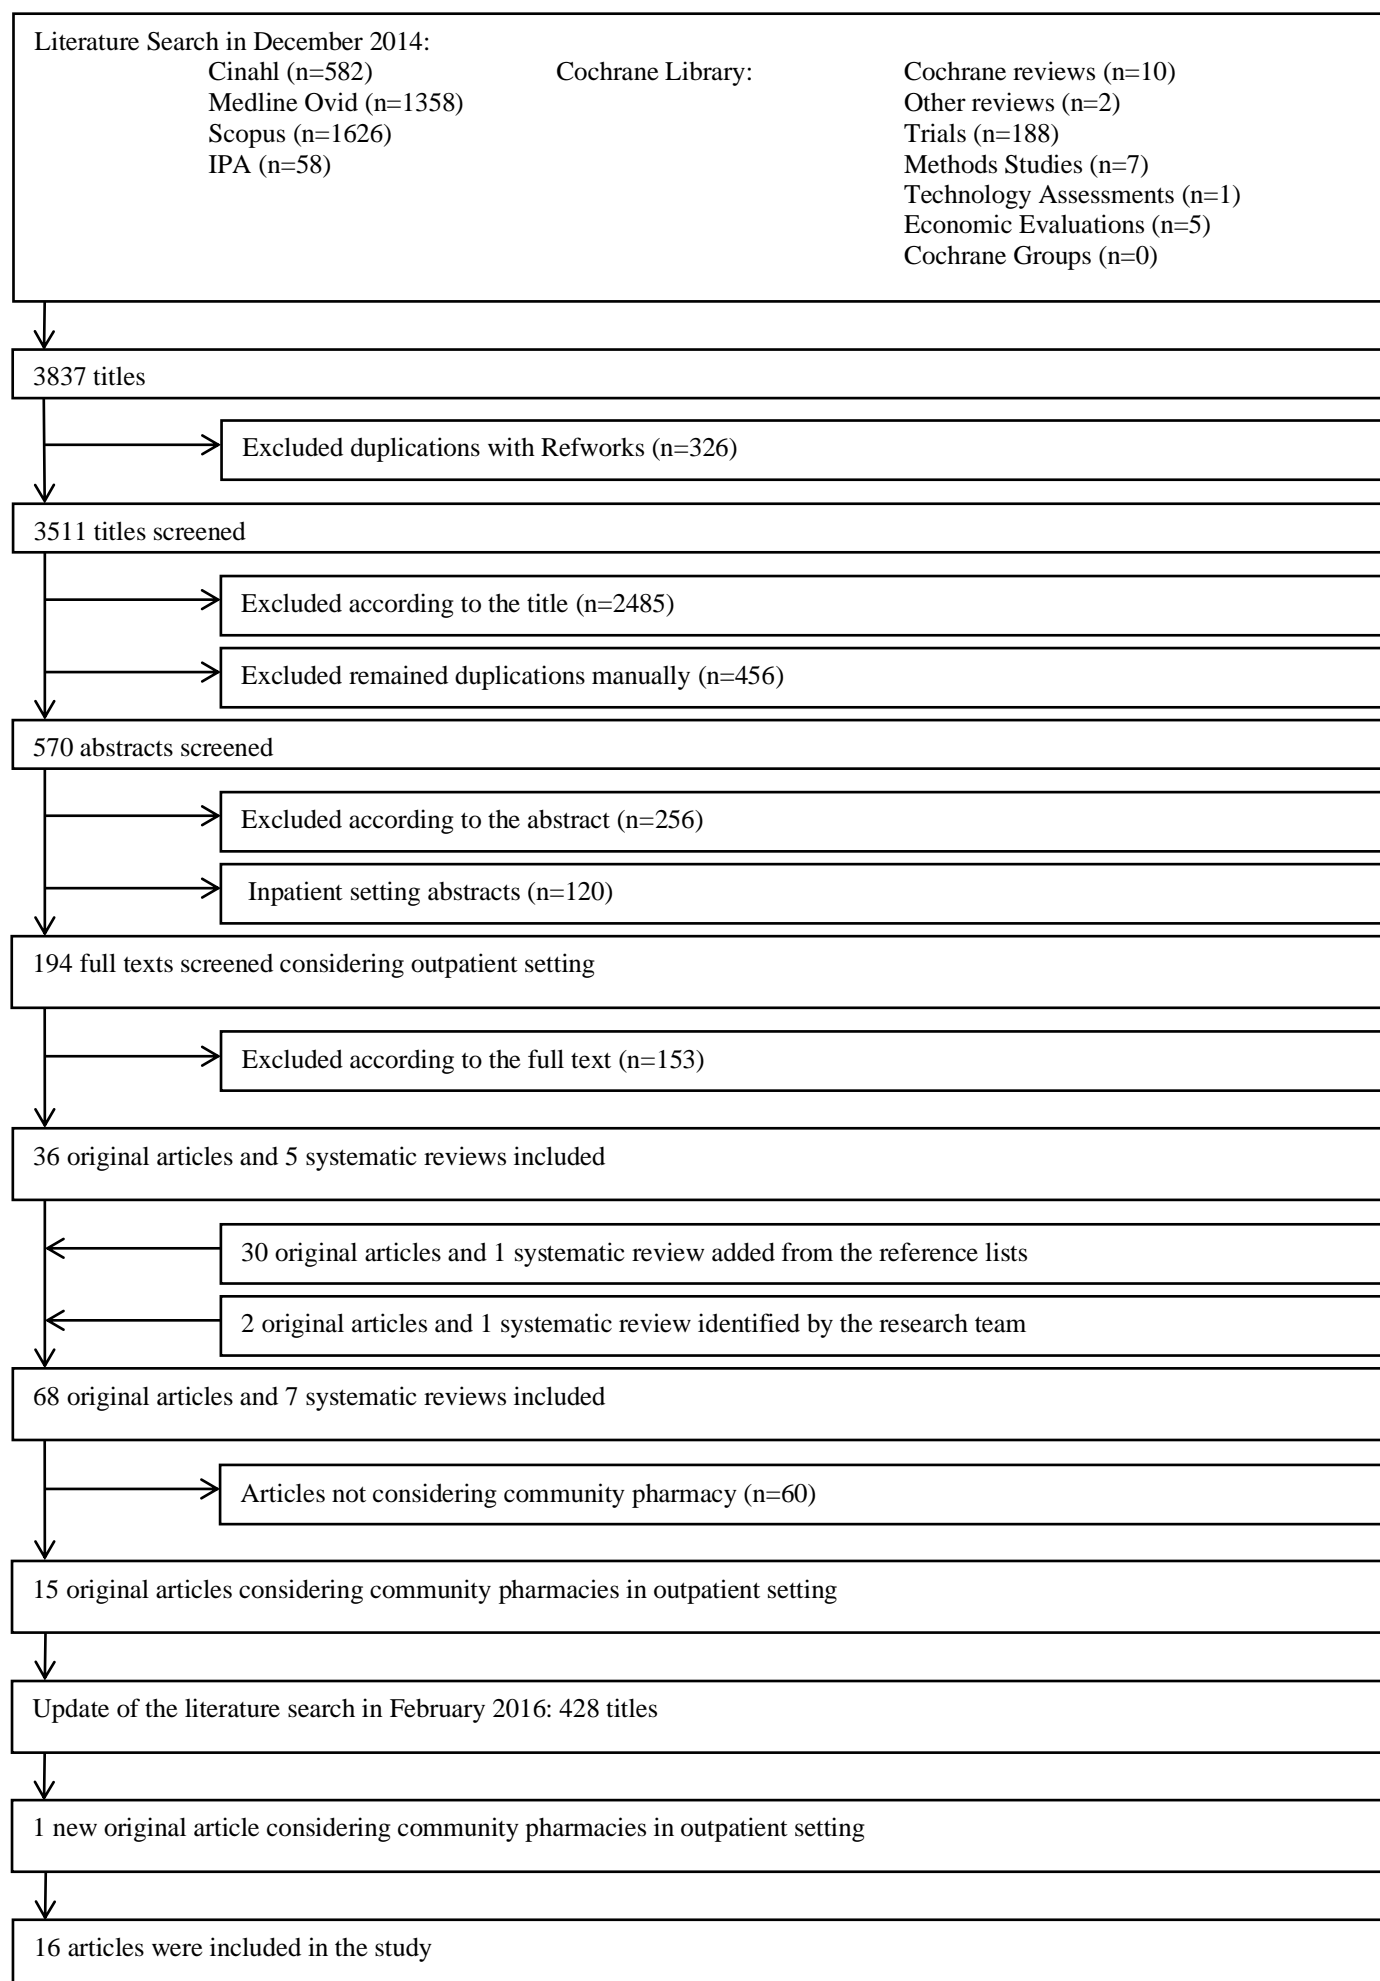 Literature Search in December 2014:
Cinahl (n=582)
Medline Ovid (n=1358)
Scopus (n=1626)
IPA (n=58)
Cochrane Library:
Cochrane reviews (n=10)
Other reviews (n=2)
Trials (n=188)
Methods Studies (n=7)
Technology Assessments (n=1)
Economic Evaluations (n=5)
Cochrane Groups (n=0)
3837 titles
Excluded duplications with Refworks (n=326)
3511 titles screened
Excluded according to the title (n=2485)
Excluded remained duplications manually (n=456)
570 abstracts screened
Excluded according to the abstract (n=256)
Inpatient setting abstracts (n=120)
194 full texts screened considering outpatient setting
Excluded according to the full text (n=153)
36 original articles and 5 systematic reviews included
30 original articles and 1 systematic review added from the reference lists
2 original articles and 1 systematic review identified by the research team
68 original articles and 7 systematic reviews included
Articles not considering community pharmacy (n=60)
15 original articles considering community pharmacies in outpatient setting
Update of the literature search in February 2016: 428 titles
1 new original article considering community pharmacies in outpatient setting
16 articles were included in the study